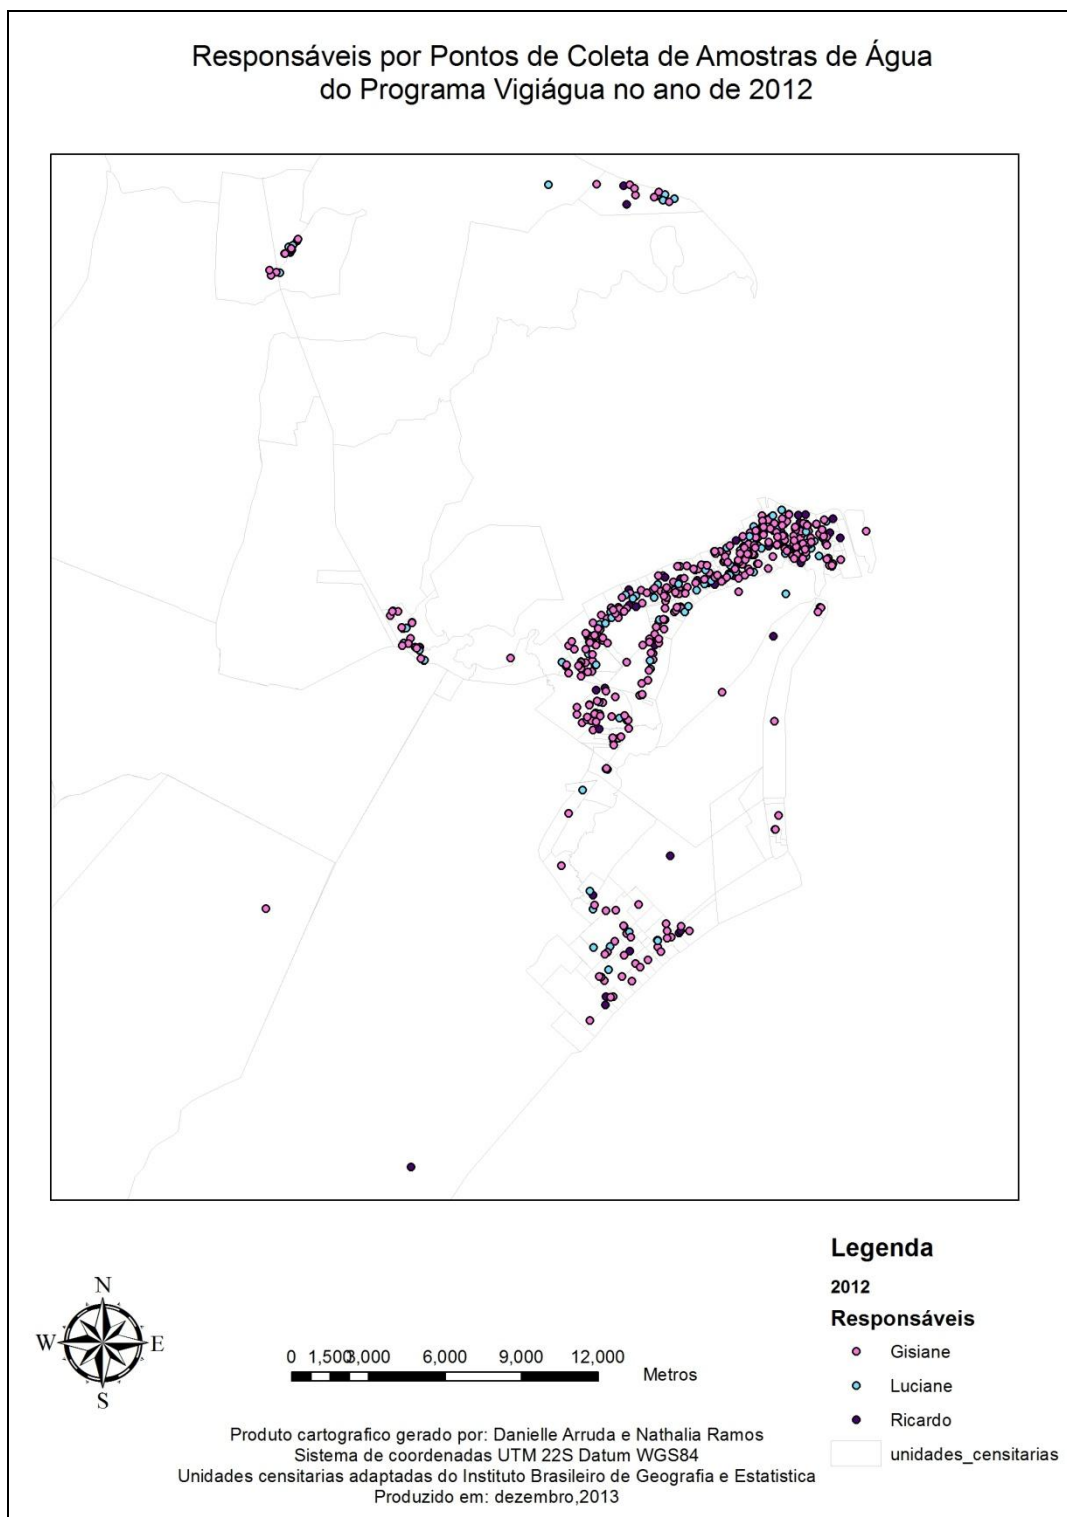 Responsáveis por Pontos de Coleta de Amostras de Água
do Programa Vigiágua no ano de 2012
Legenda
2012
Responsáveis
Gisiane
Luciane
Ricardo
unidades_censitarias
N
W E
S
0 1,500 3,000 6,000 9,000 12,000
Metros
Produto cartografico gerado por: Danielle Arruda e Nathalia Ramos
Sistema de coordenadas UTM 22S Datum WGS84
Unidades censitarias adaptadas do Instituto Brasileiro de Geografia e Estatistica
Produzido em: dezembro,2013